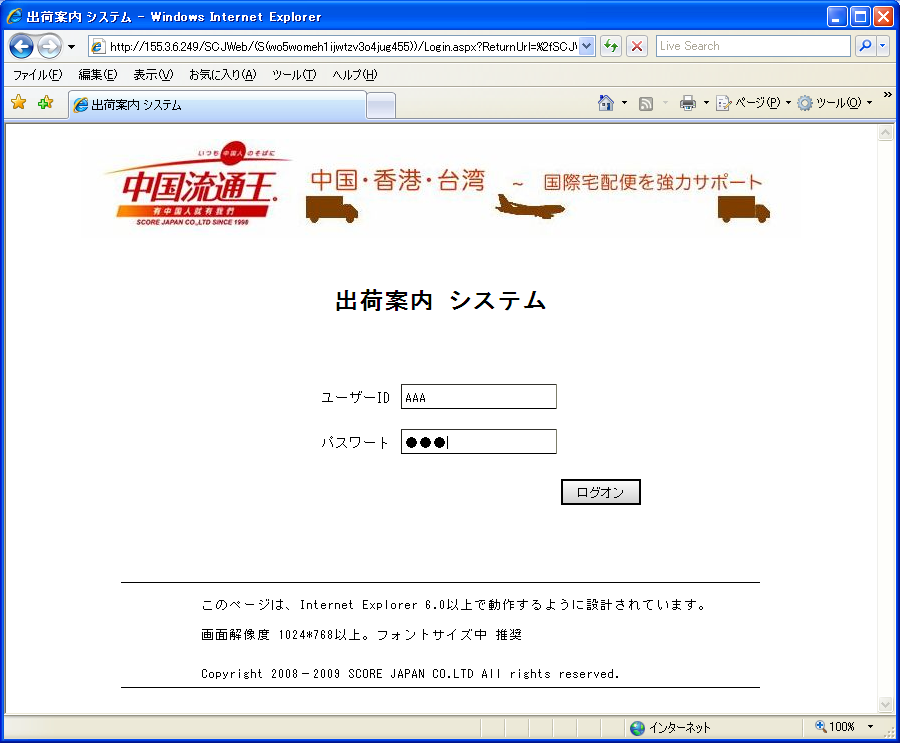 出荷案内 システム - Windows Internet Explorer
http://155.3.6.249/SCJWeb/(S(wo5womeh1ijwtzv3o4jug455))/Login.aspx?ReturnUrl=%2fSCJW
Live Search
ファイル(F) 編集(E) 表示(V) お気に入り(A) ツール(T) ヘルプ(H)
出荷案内 システム
ページ(P) ツール(O) »
いつも中国人のそばに
中国流通王.
有中国人就有我們
SCORE JAPAN CO.,LTD SINCE 1998
中国・香港・台湾 ~ 国際宅配便を強力サポート
出荷案内 システム
ユーザーID AAA
パスワート ●●●
ログオン
このページは、Internet Explorer 6.0以上で動作するように設計されています。
画面解像度 1024*768以上。フォントサイズ中 推奨
Copyright 2008-2009 SCORE JAPAN CO.LTD All rights reserved.
インターネット
100%